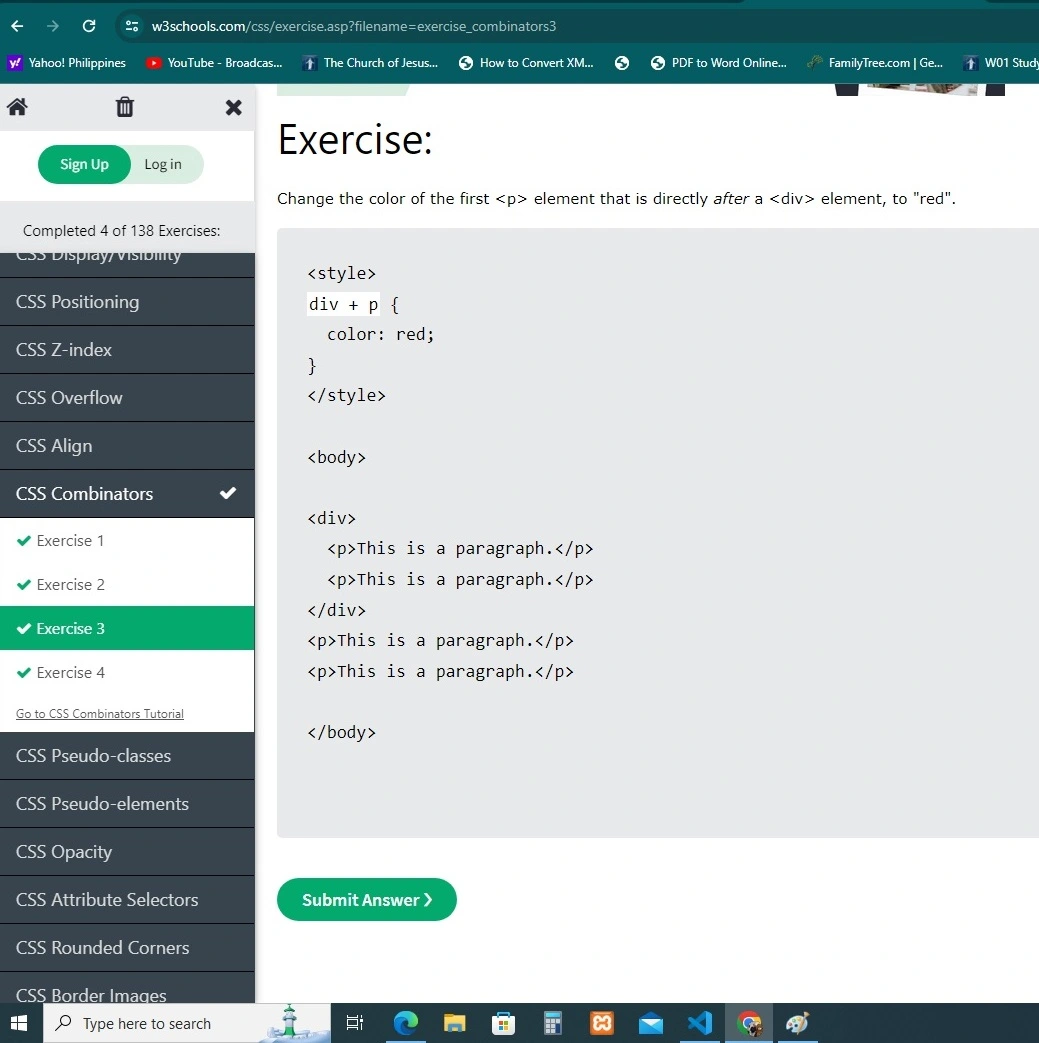 w3schools.com/css/exercise.asp?filename=exercise_combinators3
Yahoo! Philippines
YouTube - Broadcas...
The Church of Jesus...
How to Convert XM...
PDF to Word Online...
FamilyTree.com | Ge...
W01 Study
Sign Up
Log in
Completed 4 of 138 Exercises:
CSS Display/Visibility
CSS Positioning
CSS Z-index
CSS Overflow
CSS Align
CSS Combinators
Exercise 1
Exercise 2
Exercise 3
Exercise 4
Go to CSS Combinators Tutorial
CSS Pseudo-classes
CSS Pseudo-elements
CSS Opacity
CSS Attribute Selectors
CSS Rounded Corners
CSS Border Images
Exercise:
Change the color of the first <p> element that is directly after a <div> element, to "red".
<style>
div + p {
  color: red;
}
</style>
<body>
<div>
  <p>This is a paragraph.</p>
  <p>This is a paragraph.</p>
</div>
<p>This is a paragraph.</p>
<p>This is a paragraph.</p>
</body>
Submit Answer ❯
Type here to search